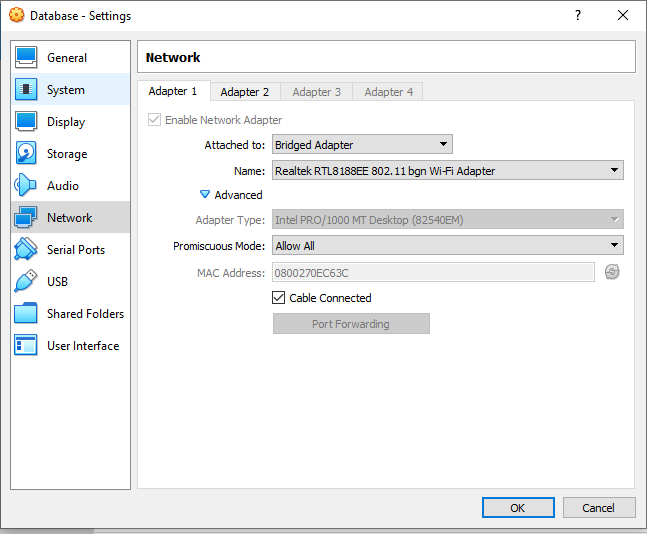 Database - Settings
General
System
Display
Storage
Audio
Network
Serial Ports
USB
Shared Folders
User Interface
Network
Adapter 1 Adapter 2 Adapter 3 Adapter 4
Enable Network Adapter
Attached to: Bridged Adapter
Name: Realtek RTL8188EE 802.11 bgn Wi-Fi Adapter
Advanced
Adapter Type: Intel PRO/1000 MT Desktop (82540EM)
Promiscuous Mode: Allow All
MAC Address: 0800270EC63C
Cable Connected
Port Forwarding
OK Cancel